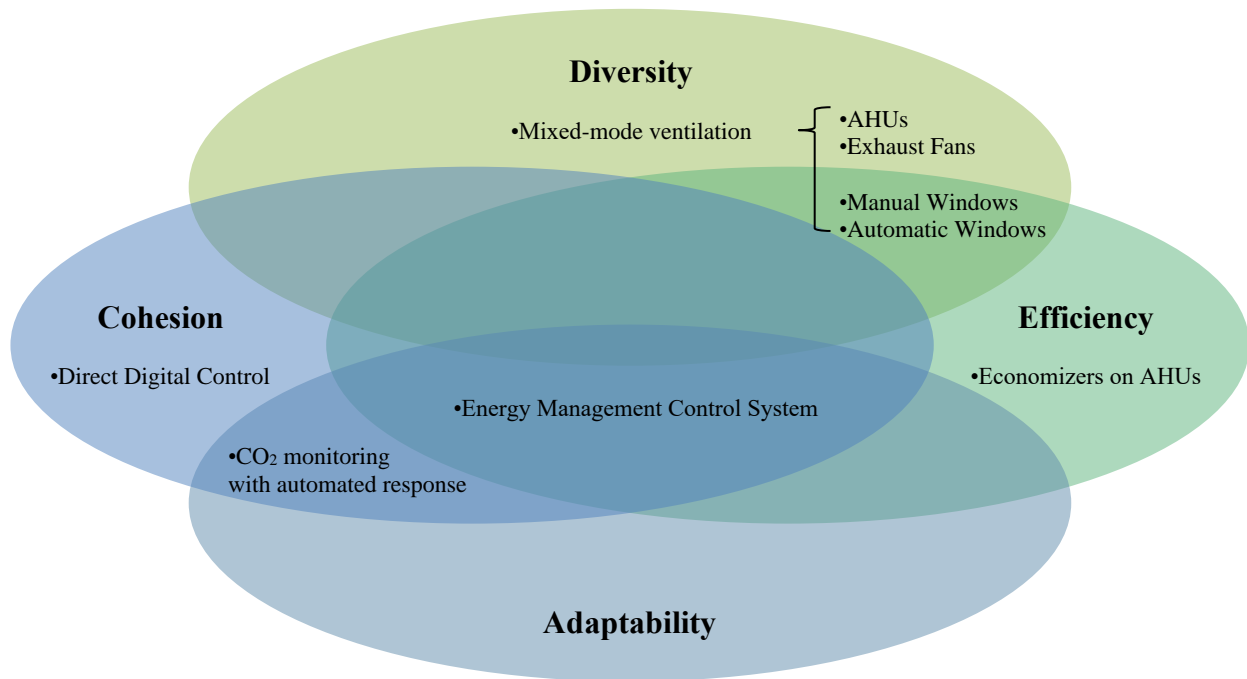 Diversity
•Mixed-mode ventilation
•AHUs
•Exhaust Fans
•Manual Windows
•Automatic Windows
Cohesion
•Direct Digital Control
Efficiency
•Economizers on AHUs
•Energy Management Control System
•CO₂ monitoring
with automated response
Adaptability